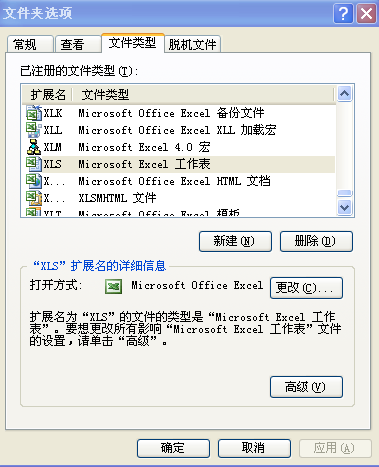 文件夹选项
常规 查看 文件类型 脱机文件
已注册的文件类型(T):
扩展名 文件类型
XLK Microsoft Office Excel 备份文件
XLL Microsoft Office Excel XLL 加载宏
XLM Microsoft Excel 4.0 宏
XLS Microsoft Excel 工作表
X... Microsoft Office Excel HTML 文档
X... XLSMHTML 文件
XLT Microsoft Office Excel 模板
新建(N) 删除(D)
“XLS”扩展名的详细信息
打开方式: Microsoft Office Excel 更改(C)...
扩展名为“XLS”的文件的类型是“Microsoft Excel 工作
表”。要想更改所有影响“Microsoft Excel 工作表”文件
的设置,请单击“高级”。
高级(V)
确定 取消 应用(A)